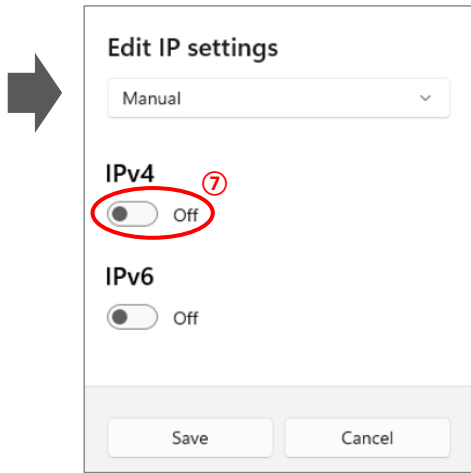 Edit IP settings
Manual
IPv4
⑦
Off
IPv6
Off
Save Cancel